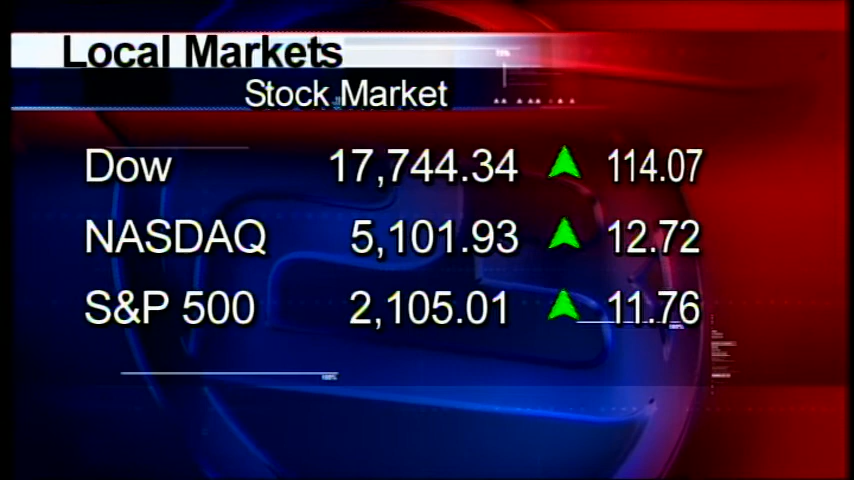 Local Markets
Stock Market
Dow 17,744.34 114.07
NASDAQ 5,101.93 12.72
S&P 500 2,105.01 11.76